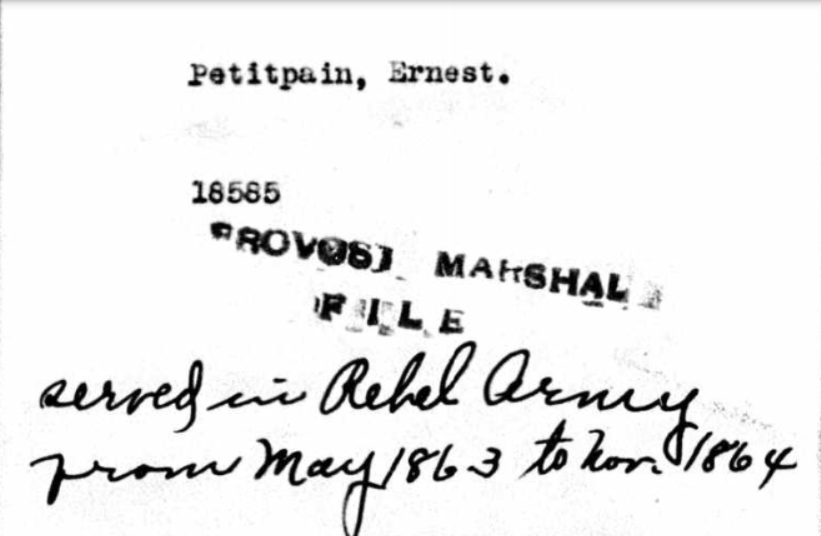 Petitpain, Ernest.
18585
PROVOST MARSHAL
FILE
served in Rebel Army
from May 1863 to Nov. 1864